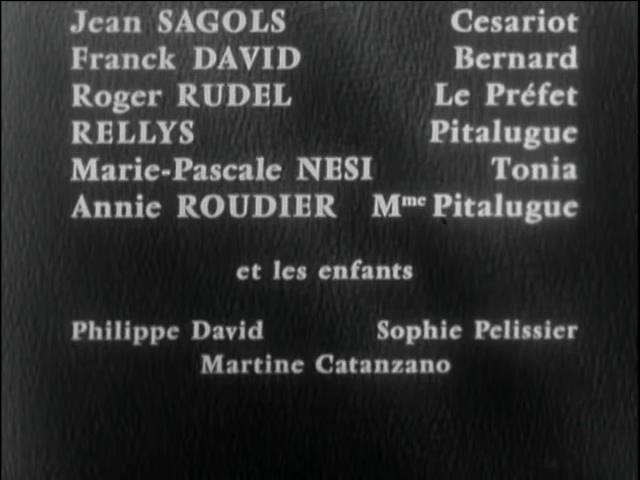 Jean SAGOLS Cesariot
Franck DAVID Bernard
Roger RUDEL Le Préfet
RELLYS Pitalugue
Marie-Pascale NESI Tonia
Annie ROUDIER Mme Pitalugue
et les enfants
Philippe David Sophie Pelissier
Martine Catanzano